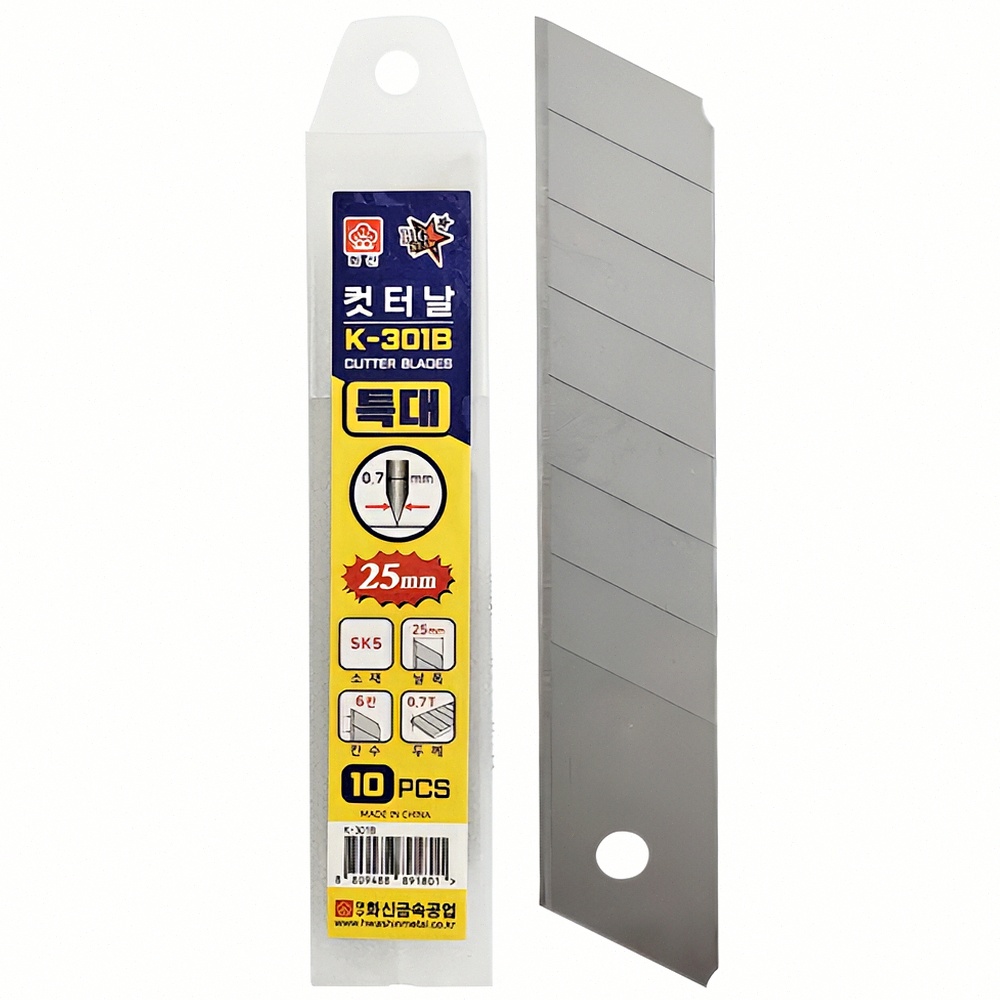 화신
BIG STAR
컷터날
K-301B
CUTTER BLADES
특대
0.7 mm
25mm
SK5
25mm
소재
날폭
6칸
0.7T
칸수
두께
10 PCS
MADE IN CHINA
K-301B
8 809488 891801 >
화신금속공업
www.hwashinmetal.co.kr